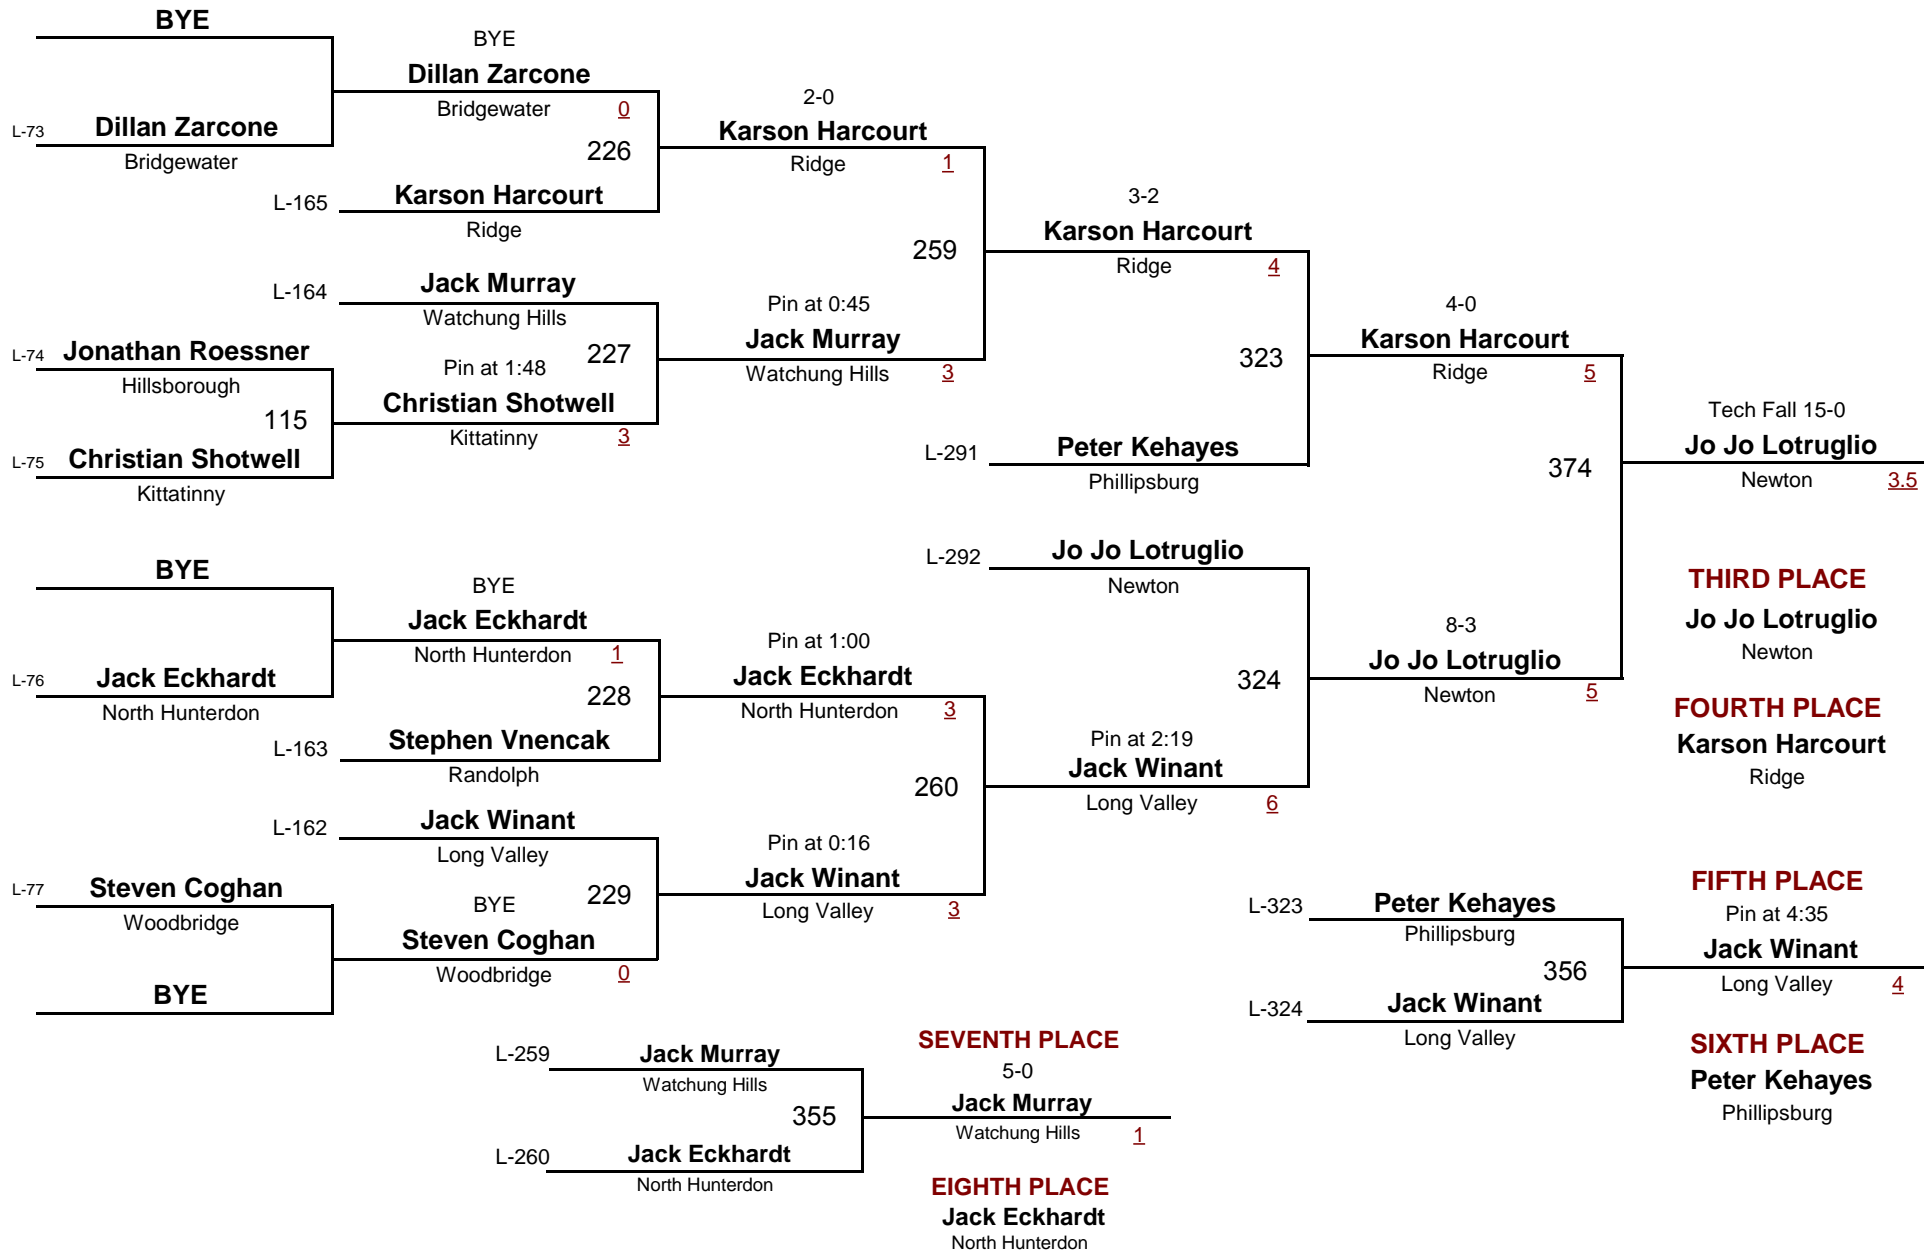 BYE
L-73 Dillan Zarcone
Bridgewater
BYE
Dillan Zarcone
Bridgewater 0
226
L-165 Karson Harcourt
Ridge
2-0
Karson Harcourt
Ridge 1
L-164 Jack Murray
Watchung Hills
227
L-74 Jonathan Roessner
Hillsborough
115
L-75 Christian Shotwell
Kittatinny
Pin at 1:48
Christian Shotwell
Kittatinny 3
Pin at 0:45
Jack Murray
Watchung Hills 3
259
3-2
Karson Harcourt
Ridge 4
323
L-291 Peter Kehayes
Phillipsburg
4-0
Karson Harcourt
Ridge 5
374
Tech Fall 15-0
Jo Jo Lotruglio
Newton 3.5
BYE
L-76 Jack Eckhardt
North Hunterdon
BYE
Jack Eckhardt
North Hunterdon 1
228
L-163 Stephen Vnencak
Randolph
Pin at 1:00
Jack Eckhardt
North Hunterdon 3
L-162 Jack Winant
Long Valley
229
L-77 Steven Coghan
Woodbridge
BYE
BYE
Steven Coghan
Woodbridge 0
Pin at 0:16
Jack Winant
Long Valley 3
260
L-292 Jo Jo Lotruglio
Newton
324
Pin at 2:19
Jack Winant
Long Valley 6
8-3
Jo Jo Lotruglio
Newton 5
THIRD PLACE
Jo Jo Lotruglio
Newton
FOURTH PLACE
Karson Harcourt
Ridge
L-323 Peter Kehayes
Phillipsburg
356
L-324 Jack Winant
Long Valley
FIFTH PLACE
Pin at 4:35
Jack Winant
Long Valley 4
SIXTH PLACE
Peter Kehayes
Phillipsburg
L-259 Jack Murray
Watchung Hills
355
L-260 Jack Eckhardt
North Hunterdon
SEVENTH PLACE
5-0
Jack Murray
Watchung Hills 1
EIGHTH PLACE
Jack Eckhardt
North Hunterdon